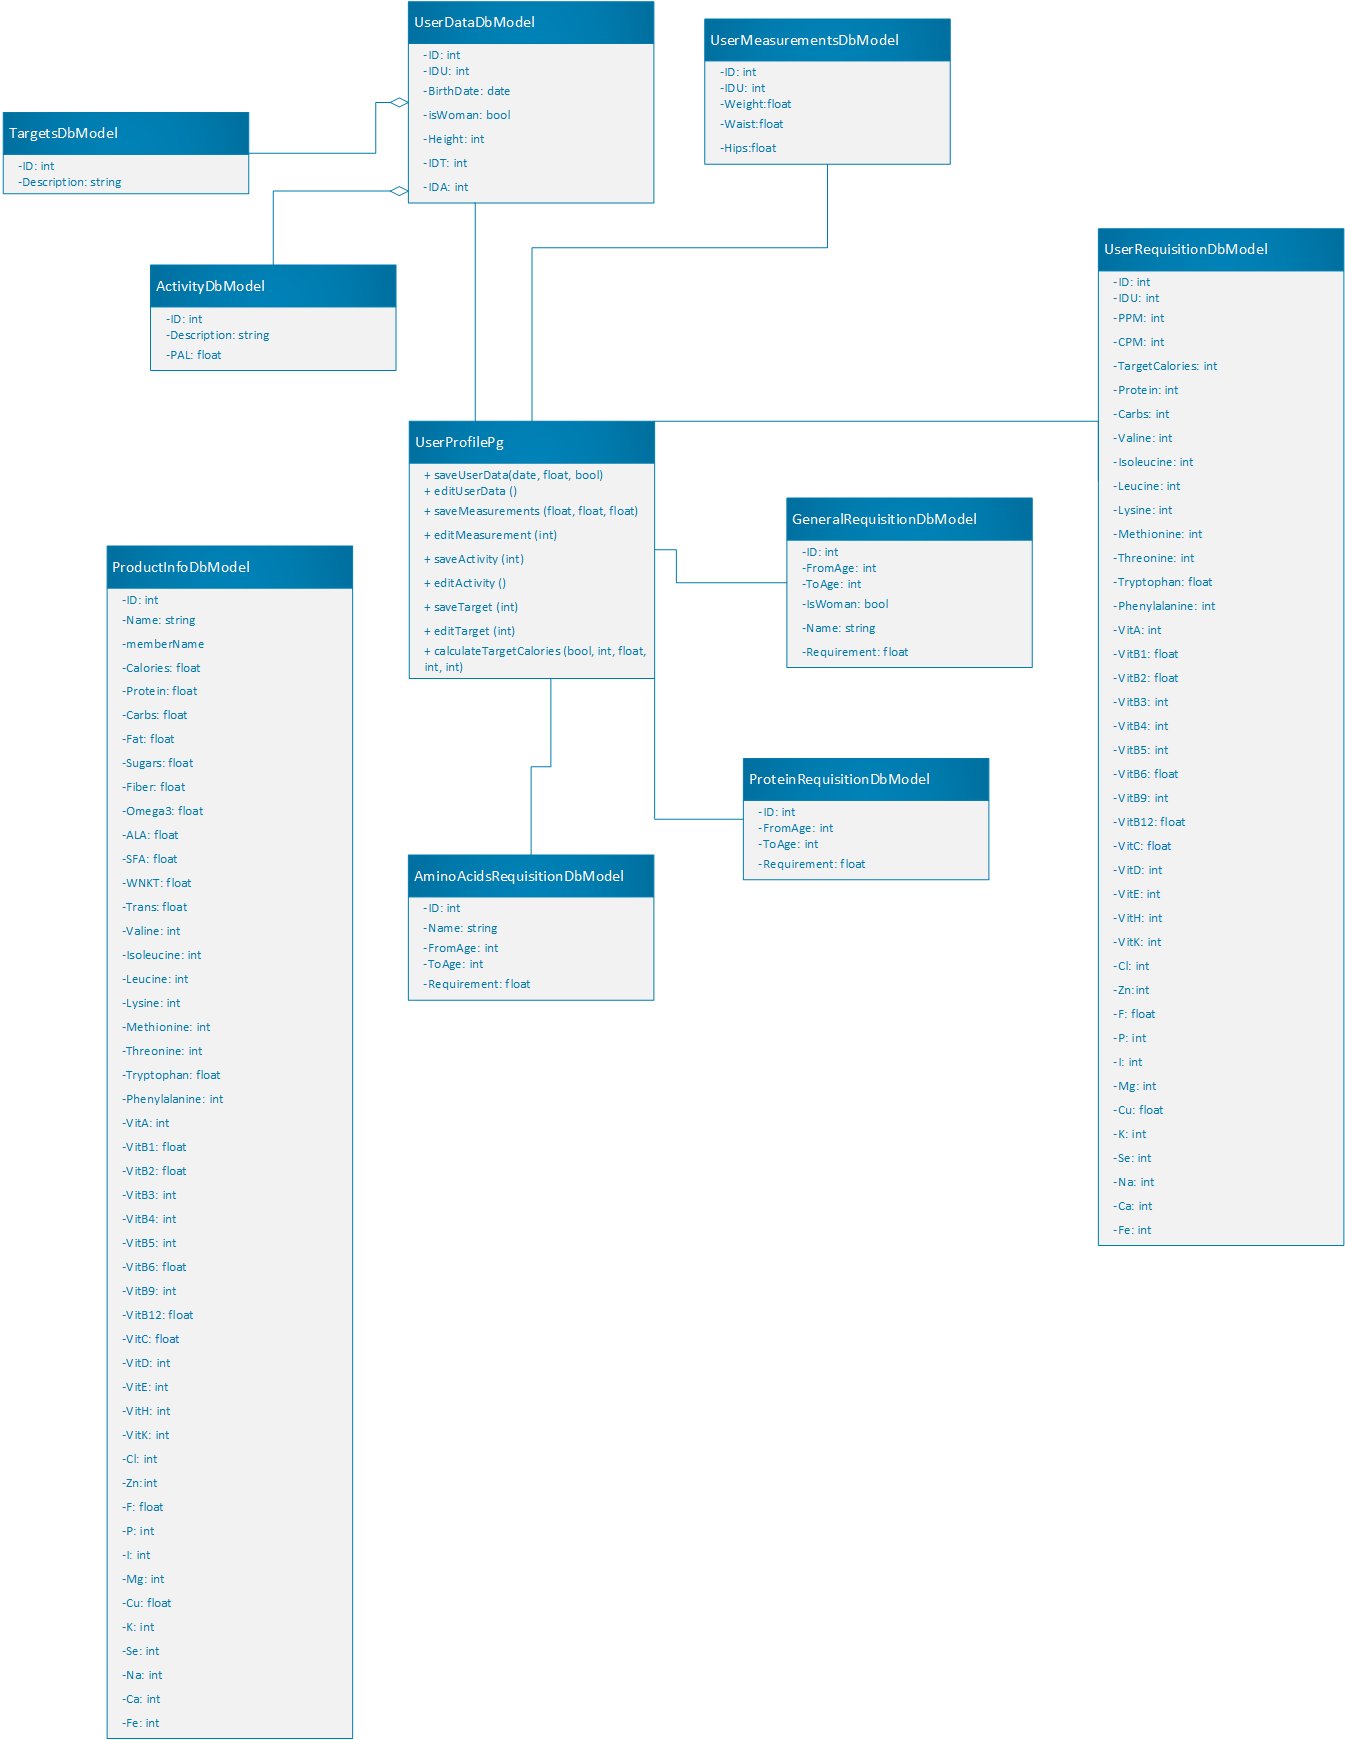 UserDataDbModel
-ID: int
-IDU: int
-BirthDate: date
-isWoman: bool
-Height: int
-IDT: int
-IDA: int
UserMeasurementsDbModel
-ID: int
-IDU: int
-Weight:float
-Waist:float
-Hips:float
TargetsDbModel
-ID: int
-Description: string
ActivityDbModel
-ID: int
-Description: string
-PAL: float
UserRequisitionDbModel
-ID: int
-IDU: int
-PPM: int
-CPM: int
-TargetCalories: int
-Protein: int
-Carbs: int
-Valine: int
-Isoleucine: int
-Leucine: int
-Lysine: int
-Methionine: int
-Threonine: int
-Tryptophan: float
-Phenylalanine: int
-VitA: int
-VitB1: float
-VitB2: float
-VitB3: int
-VitB4: int
-VitB5: int
-VitB6: float
-VitB9: int
-VitB12: float
-VitC: float
-VitD: int
-VitE: int
-VitH: int
-VitK: int
-Cl: int
-Zn:int
-F: float
-P: int
-I: int
-Mg: int
-Cu: float
-K: int
-Se: int
-Na: int
-Ca: int
-Fe: int
UserProfilePg
+ saveUserData(date, float, bool)
+ editUserData ()
+ saveMeasurements (float, float, float)
+ editMeasurement (int)
+ saveActivity (int)
+ editActivity ()
+ saveTarget (int)
+ editTarget (int)
+ calculateTargetCalories (bool, int, float,
int, int)
GeneralRequisitionDbModel
-ID: int
-FromAge: int
-ToAge: int
-IsWoman: bool
-Name: string
-Requirement: float
ProductInfoDbModel
-ID: int
-Name: string
-memberName
-Calories: float
-Protein: float
-Carbs: float
-Fat: float
-Sugars: float
-Fiber: float
-Omega3: float
-ALA: float
-SFA: float
-WNKT: float
-Trans: float
-Valine: int
-Isoleucine: int
-Leucine: int
-Lysine: int
-Methionine: int
-Threonine: int
-Tryptophan: float
-Phenylalanine: int
-VitA: int
-VitB1: float
-VitB2: float
-VitB3: int
-VitB4: int
-VitB5: int
-VitB6: float
-VitB9: int
-VitB12: float
-VitC: float
-VitD: int
-VitE: int
-VitH: int
-VitK: int
-Cl: int
-Zn:int
-F: float
-P: int
-I: int
-Mg: int
-Cu: float
-K: int
-Se: int
-Na: int
-Ca: int
-Fe: int
ProteinRequisitionDbModel
-ID: int
-FromAge: int
-ToAge: int
-Requirement: float
AminoAcidsRequisitionDbModel
-ID: int
-Name: string
-FromAge: int
-ToAge: int
-Requirement: float